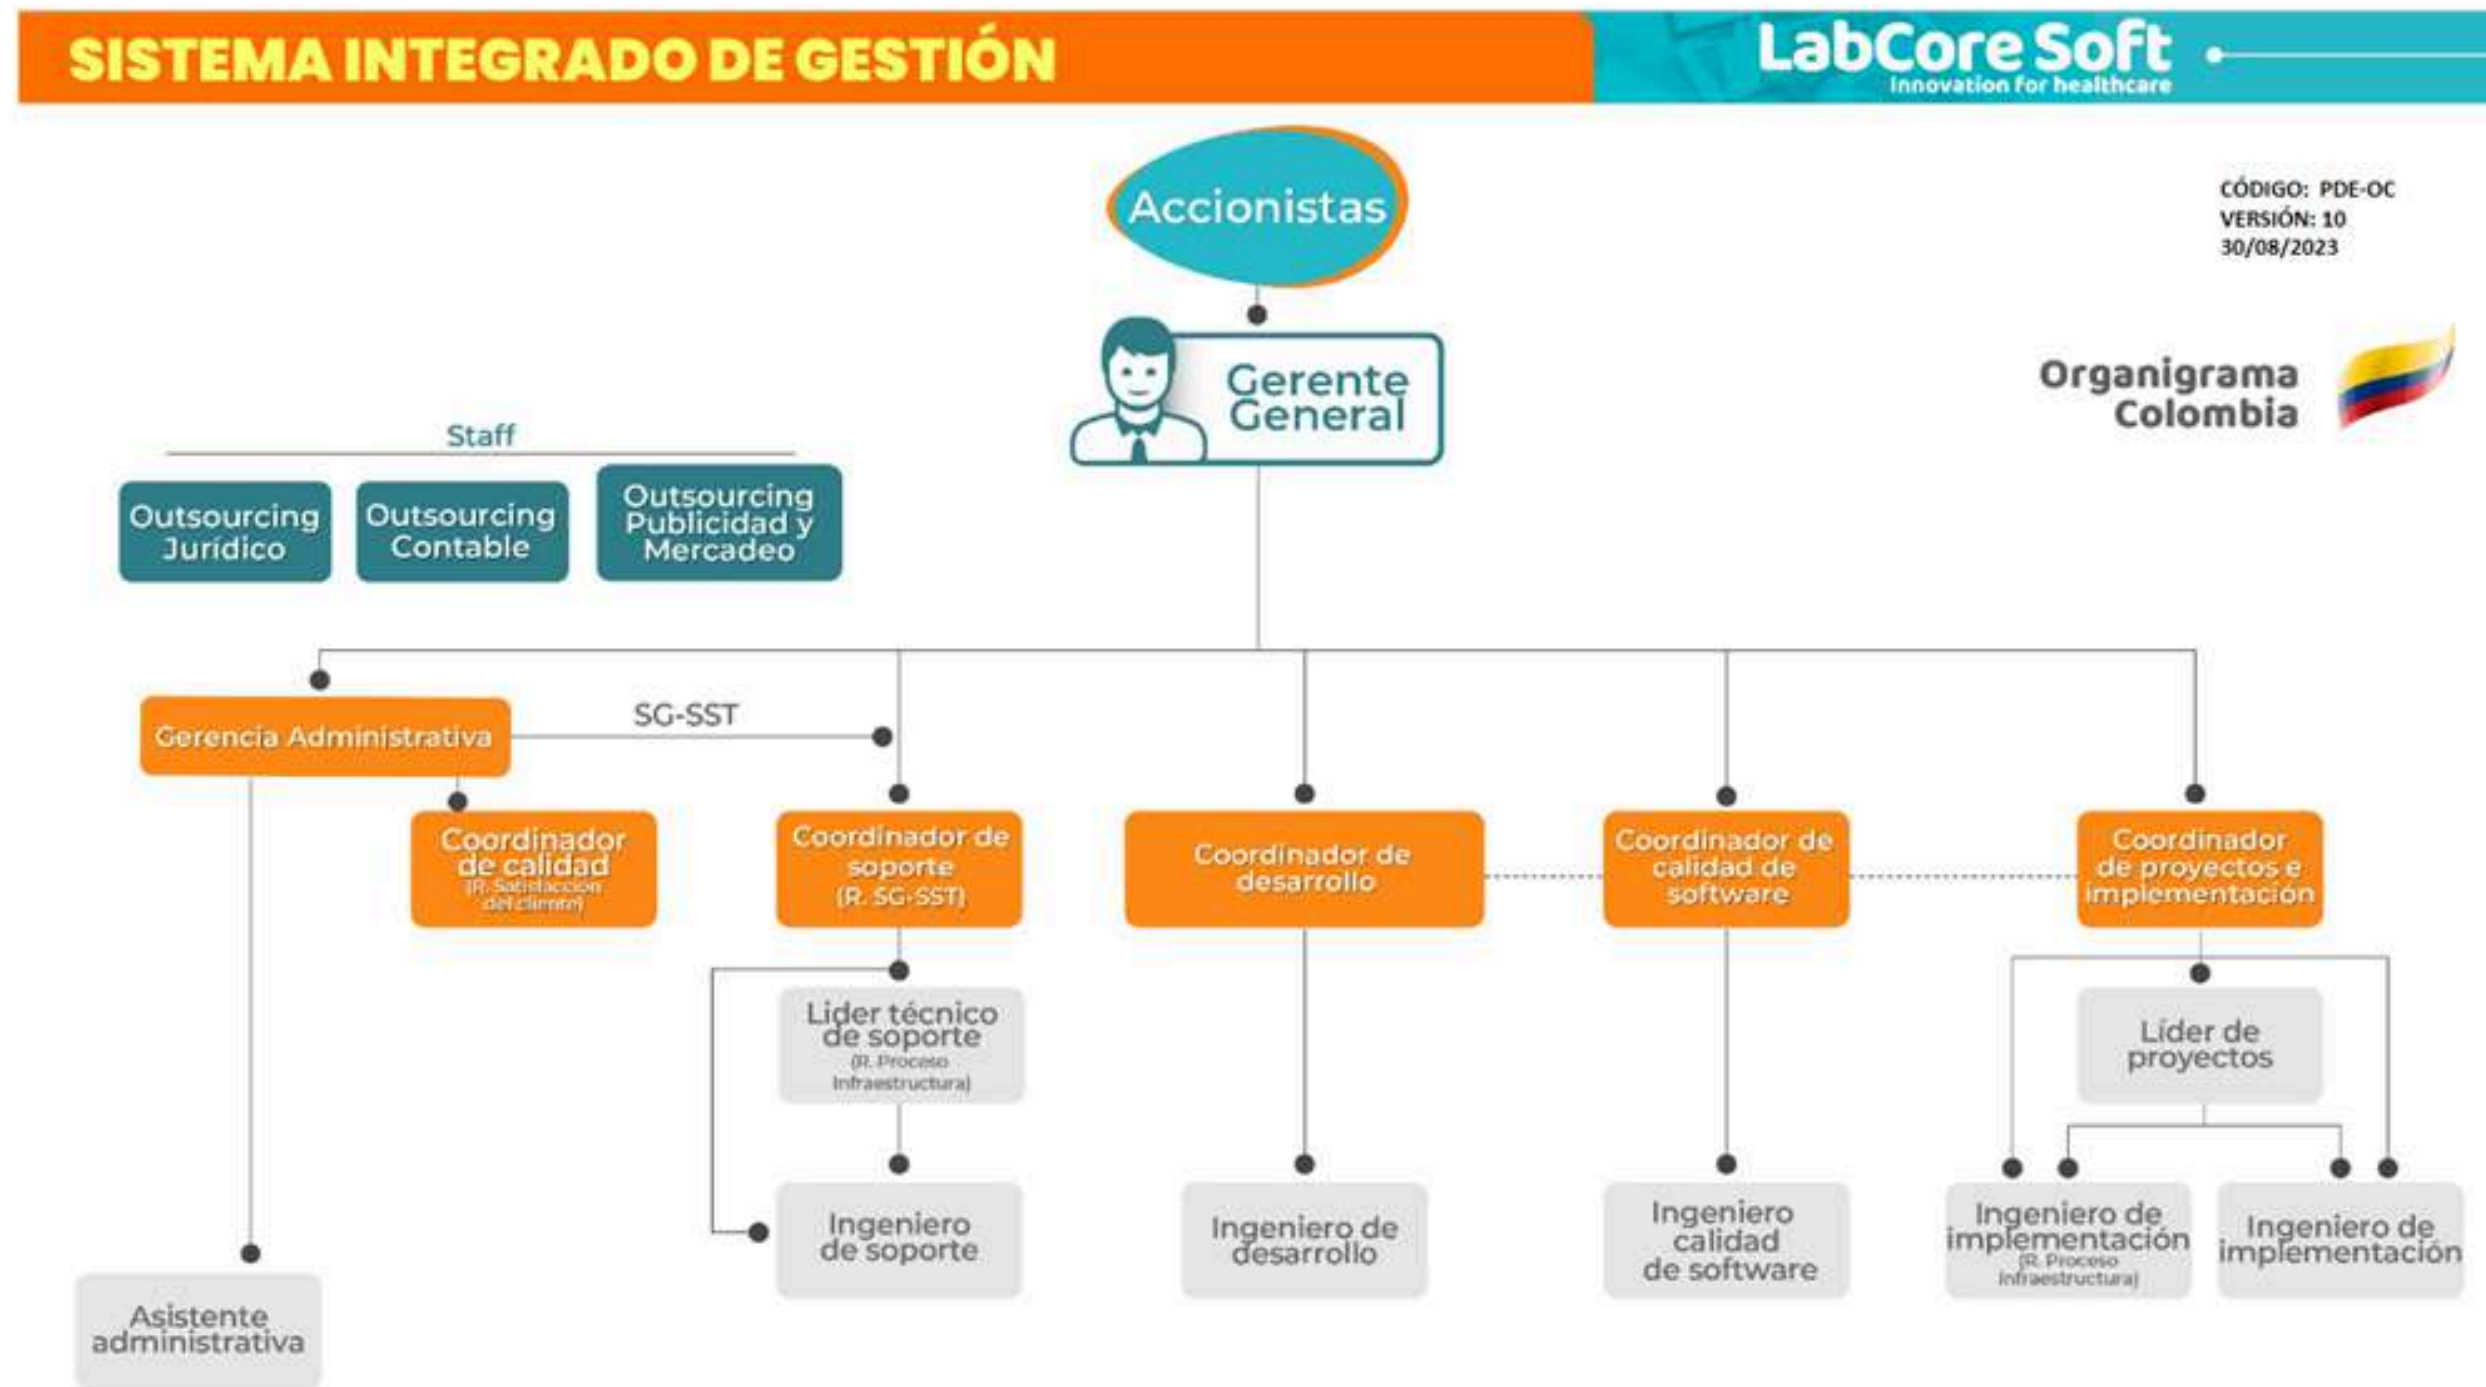 SISTEMA INTEGRADO DE GESTIÓN
LabCore Soft
Innovation for healthcare
Accionistas
CÓDIGO: PDE-OC
VERSIÓN: 10
30/08/2023
Gerente
General
Organigrama
Colombia
Staff
Outsourcing
Jurídico
Outsourcing
Contable
Outsourcing
Publicidad y
Mercadeo
Gerencia Administrativa
SG-SST
Coordinador
de calidad
(R. Satisfacción
del cliente)
Coordinador de
soporte
(R. SG-SST)
Coordinador de
desarrollo
Coordinador de
calidad de
software
Coordinador
de proyectos e
implementación
Lider técnico
de soporte
(R. Proceso
Infraestructura)
Líder de
proyectos
Ingeniero
de soporte
Ingeniero de
desarrollo
Ingeniero
calidad
de software
Ingeniero de
implementación
(R. Proceso
Infraestructura)
Ingeniero de
implementación
Asistente
administrativa